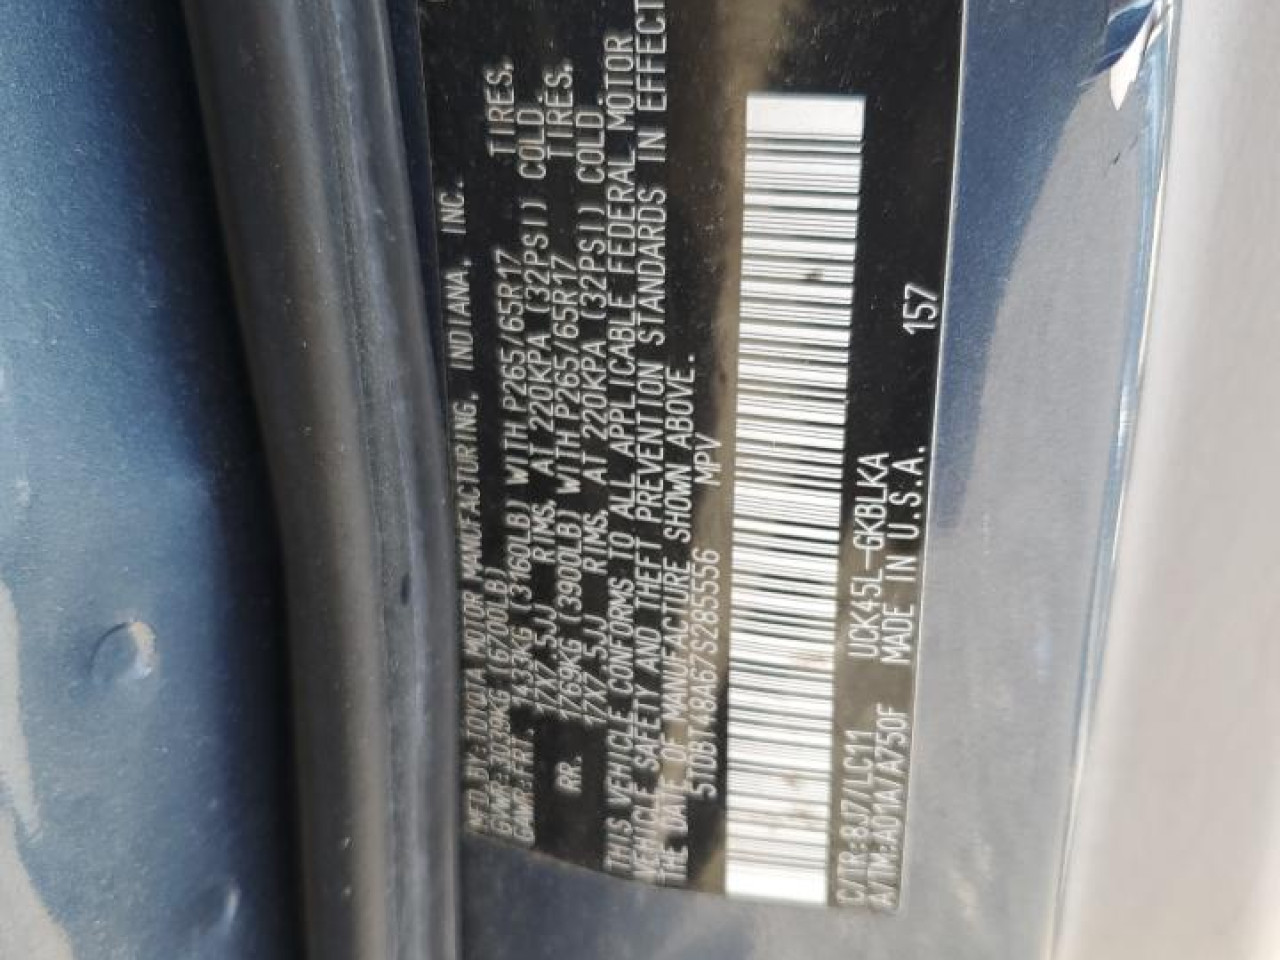 MFD BY: TOYOTA MOTOR MANUFACTURING, INDIANA, INC.
GVWR: 3039KG (6700LB)
GAWR: FRT. 1433KG (3160LB) WITH P265/65R17 TIRES,
17X7.5JJ RIMS, AT 220KPA (32PSI) COLD.
RR. 1769KG (3900LB) WITH P265/65R17 TIRES,
17X7.5JJ RIMS, AT 220KPA (32PSI) COLD.
THIS VEHICLE CONFORMS TO ALL APPLICABLE FEDERAL MOTOR
VEHICLE SAFETY AND THEFT PREVENTION STANDARDS IN EFFECT
THE DATE OF MANUFACTURE SHOWN ABOVE.
5TDBT48A67S285556 MPV
C/TR: 8J7/LC11 UCK45L-GKBLKA
A/TM: A01A/A750F MADE IN U.S.A. 157